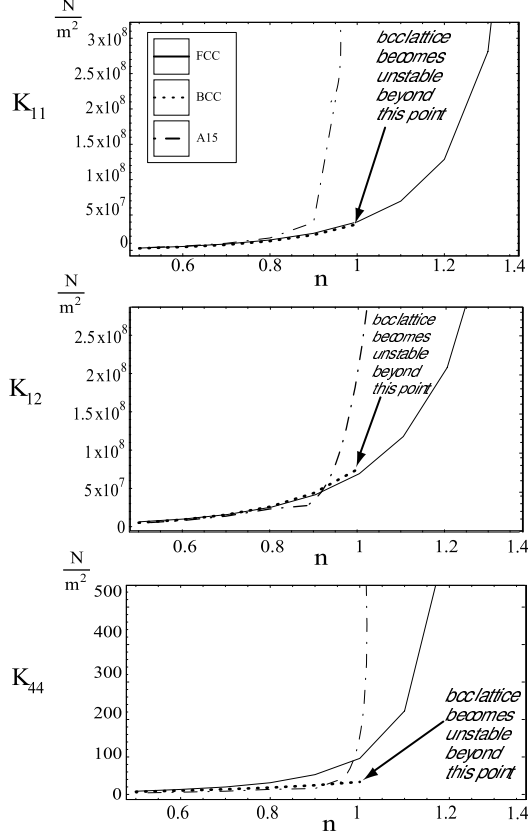 N
m²
3x10⁸
2.5x10⁸
2x10⁸
1.5x10⁸
1x10⁸
5x10⁷
0
K₁₁
FCC
BCC
A15
bcc lattice
becomes
unstable
beyond
this point
0.6 0.8 1 1.2 1.4
n
N
m²
2.5x10⁸
2x10⁸
1.5x10⁸
1x10⁸
5x10⁷
0
K₁₂
bcc lattice
becomes
unstable
beyond
this point
0.6 0.8 1 1.2 1.4
n
N
m²
500
400
300
200
100
0
K₄₄
bcc lattice
becomes
unstable
beyond
this point
0.6 0.8 1 1.2 1.4
n